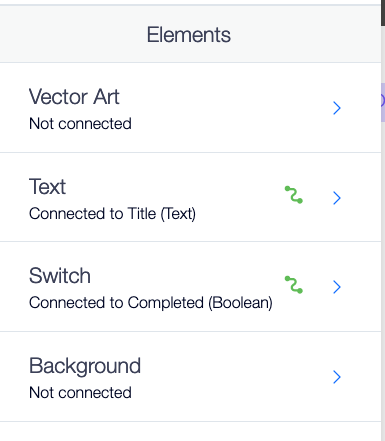 Elements
Vector Art
Not connected
Text
Connected to Title (Text)
Switch
Connected to Completed (Boolean)
Background
Not connected